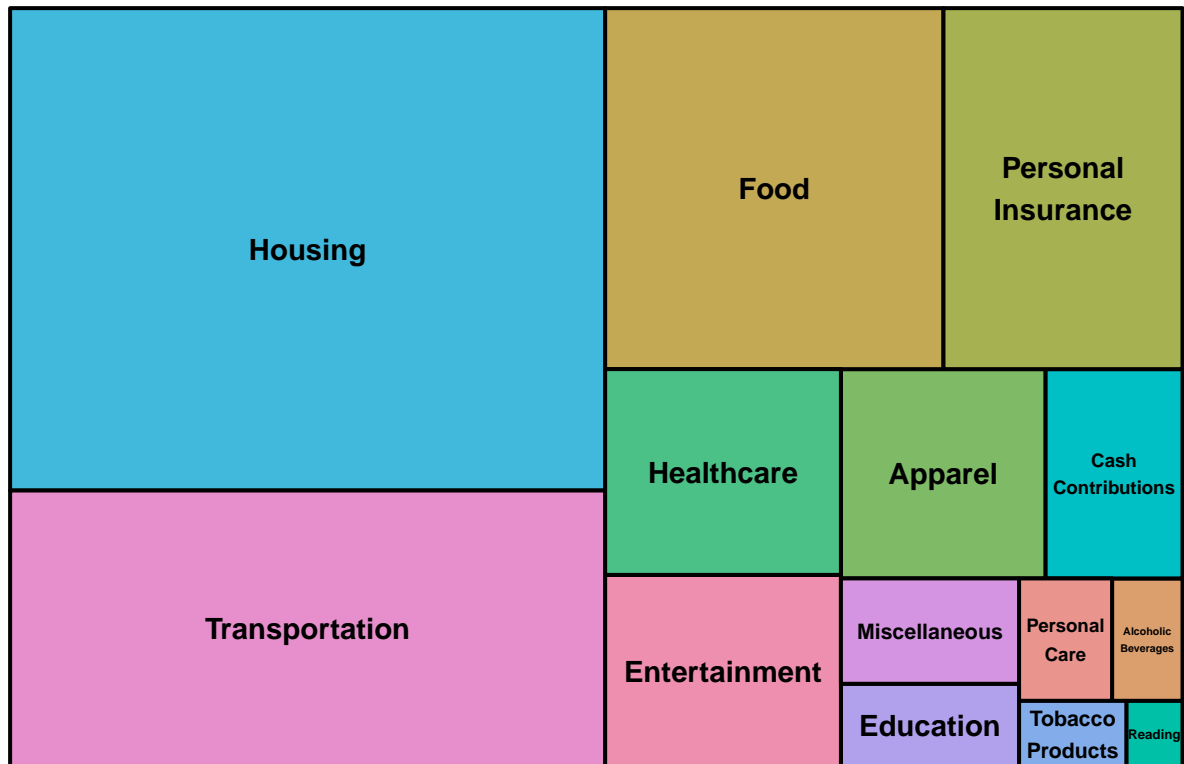 Housing
Food
Personal
Insurance
Healthcare
Apparel
Cash
Contributions
Transportation
Entertainment
Miscellaneous
Personal
Care
Alcoholic
Beverages
Education
Tobacco
Products
Reading